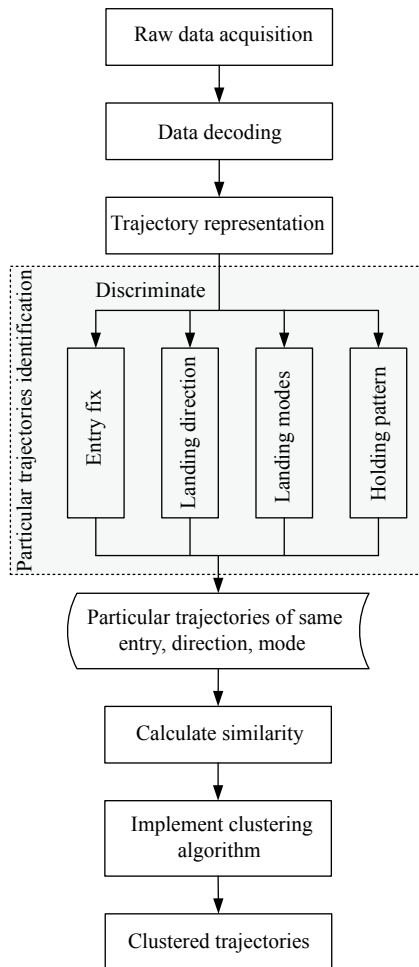 Raw data acquisition
Data decoding
Trajectory representation
Particular trajectories identification
Discriminate
Entry fix
Landing direction
Landing modes
Holding pattern
Particular trajectories of same
entry, direction, mode
Calculate similarity
Implement clustering
algorithm
Clustered trajectories